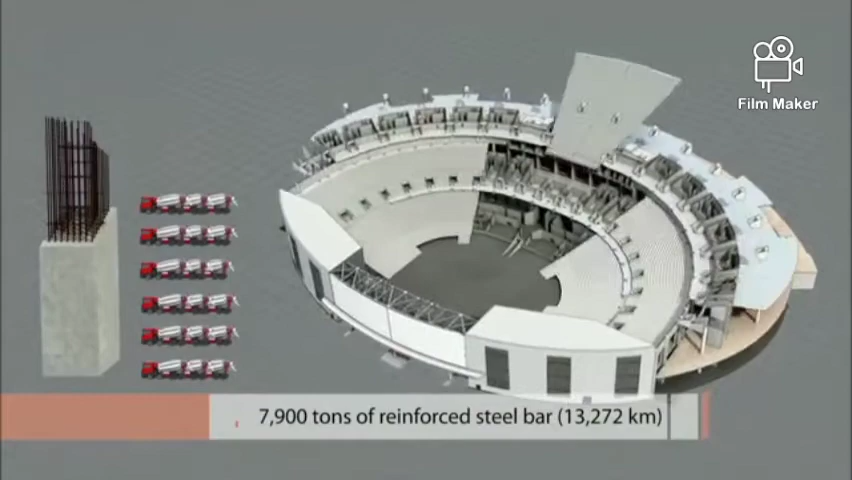 Film Maker
7,900 tons of reinforced steel bar (13,272 km)